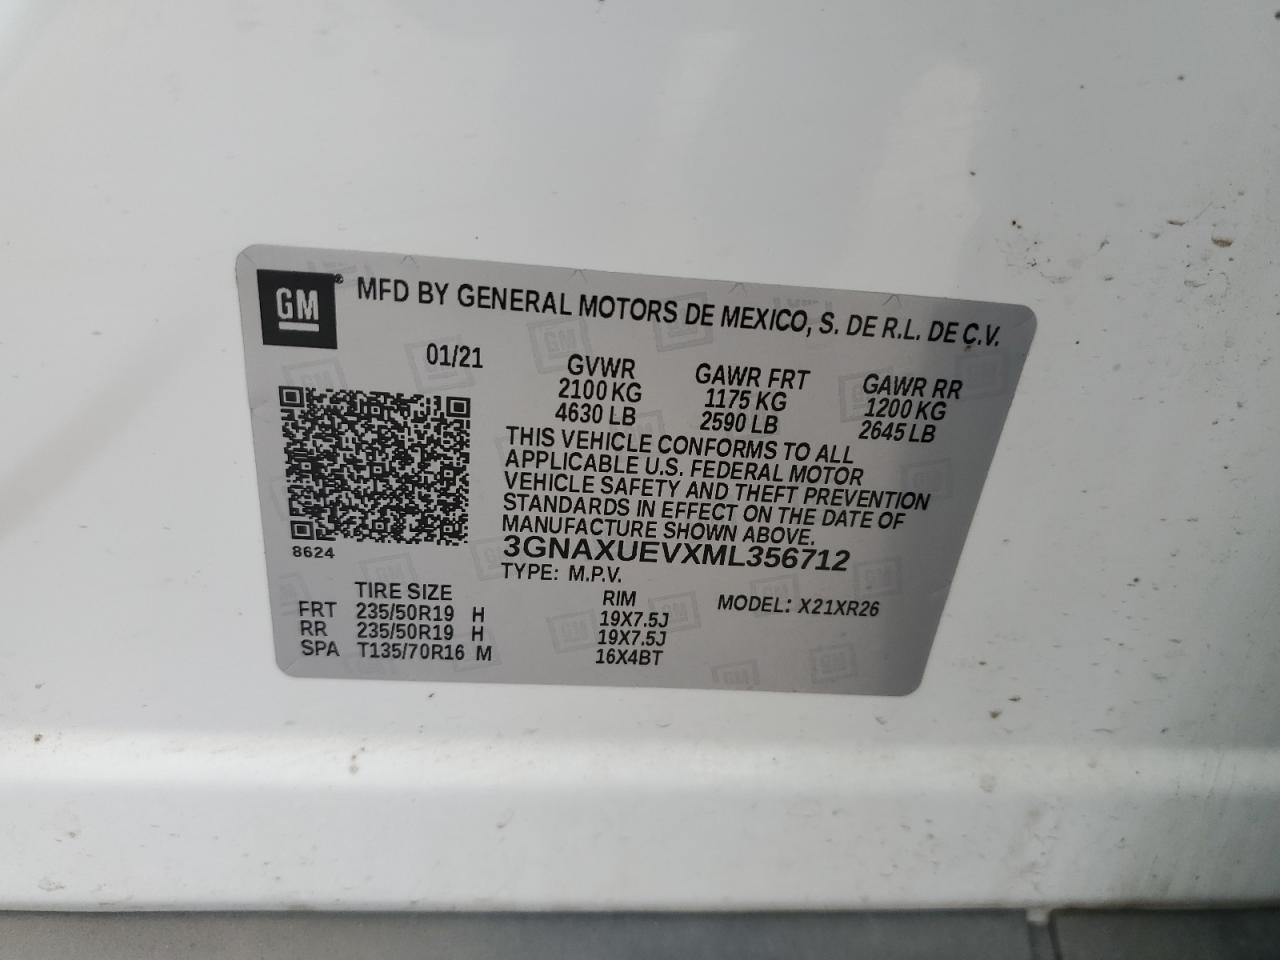 GM ® MFD BY GENERAL MOTORS DE MEXICO, S. DE R.L. DE C.V.
01/21 GVWR GAWR FRT GAWR RR
2100 KG 1175 KG 1200 KG
4630 LB 2590 LB 2645 LB
THIS VEHICLE CONFORMS TO ALL
APPLICABLE U.S. FEDERAL MOTOR
VEHICLE SAFETY AND THEFT PREVENTION
STANDARDS IN EFFECT ON THE DATE OF
MANUFACTURE SHOWN ABOVE.
8624 3GNAXUEVXML356712
TYPE: M.P.V.
TIRE SIZE RIM MODEL: X21XR26
FRT 235/50R19 H 19X7.5J
RR 235/50R19 H 19X7.5J
SPA T135/70R16 M 16X4BT